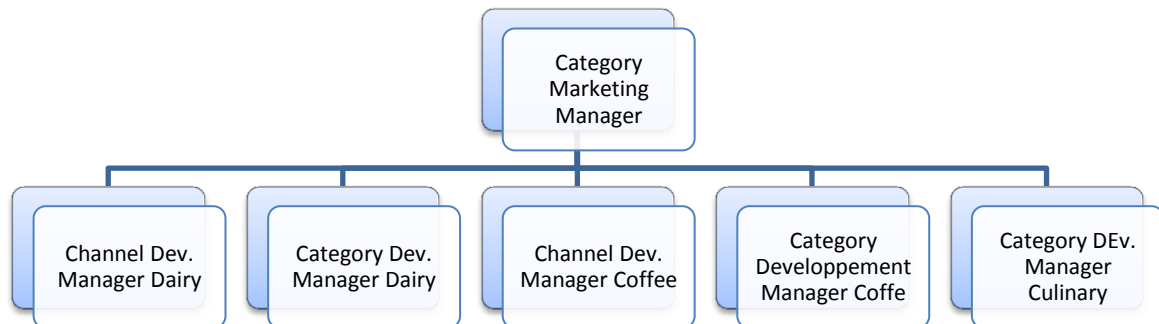 Category
Marketing
Manager
Channel Dev.
Manager Dairy
Category Dev.
Manager Dairy
Channel Dev.
Manager Coffee
Category
Developpement
Manager Coffe
Category DEv.
Manager
Culinary